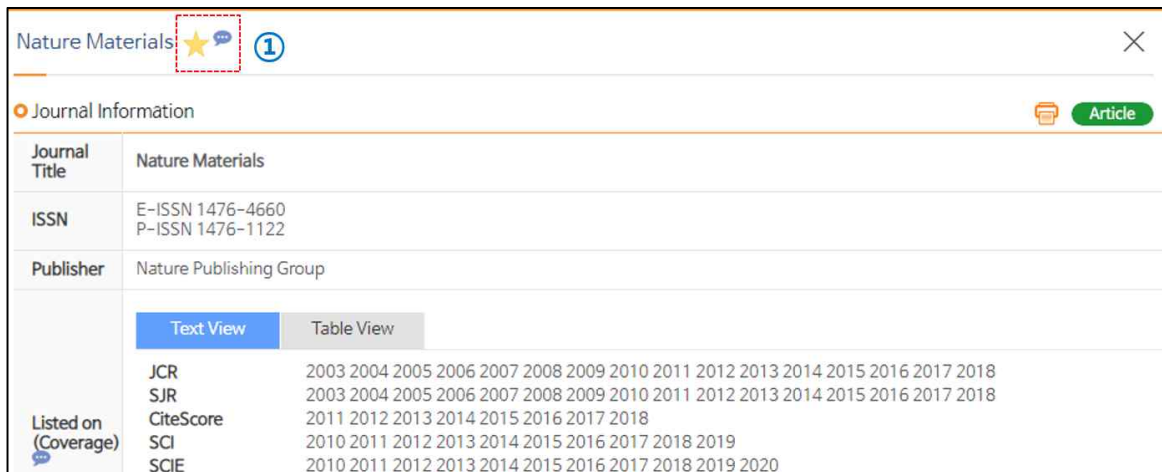 Nature Materials ①
Journal Information
Article
Journal Title
Nature Materials
ISSN
E-ISSN 1476-4660
P-ISSN 1476-1122
Publisher
Nature Publishing Group
Text View Table View
Listed on (Coverage)
JCR 2003 2004 2005 2006 2007 2008 2009 2010 2011 2012 2013 2014 2015 2016 2017 2018
SJR 2003 2004 2005 2006 2007 2008 2009 2010 2011 2012 2013 2014 2015 2016 2017 2018
CiteScore 2011 2012 2013 2014 2015 2016 2017 2018
SCI 2010 2011 2012 2013 2014 2015 2016 2017 2018 2019
SCIE 2010 2011 2012 2013 2014 2015 2016 2017 2018 2019 2020